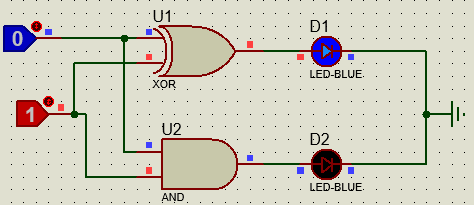 U1
D1
0
XOR
LED-BLUE
1
U2
D2
AND
LED-BLUE